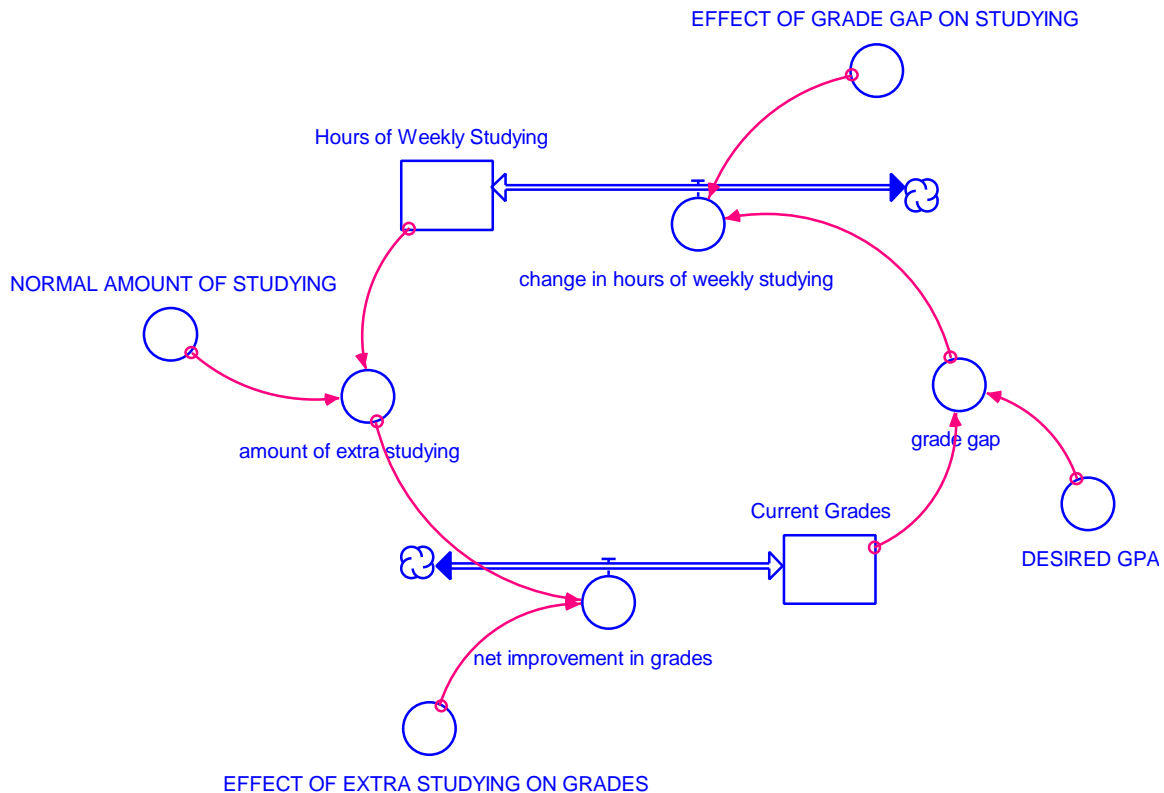 EFFECT OF GRADE GAP ON STUDYING
Hours of Weekly Studying
change in hours of weekly studying
NORMAL AMOUNT OF STUDYING
amount of extra studying
grade gap
Current Grades
DESIRED GPA
net improvement in grades
EFFECT OF EXTRA STUDYING ON GRADES